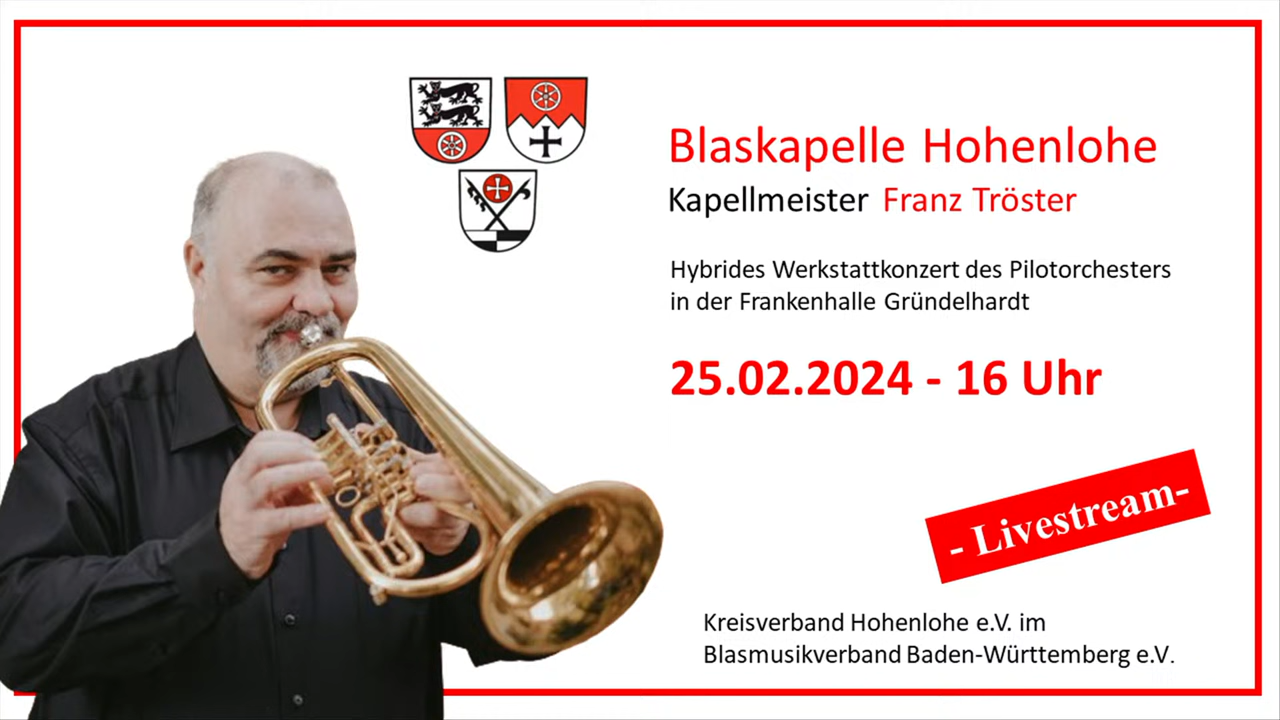 Blaskapelle Hohenlohe
Kapellmeister Franz Tröster
Hybrides Werkstattkonzert des Pilotorchesters
in der Frankenhalle Gründelhardt
25.02.2024 - 16 Uhr
- Livestream-
Kreisverband Hohenlohe e.V. im
Blasmusikverband Baden-Württemberg e.V.